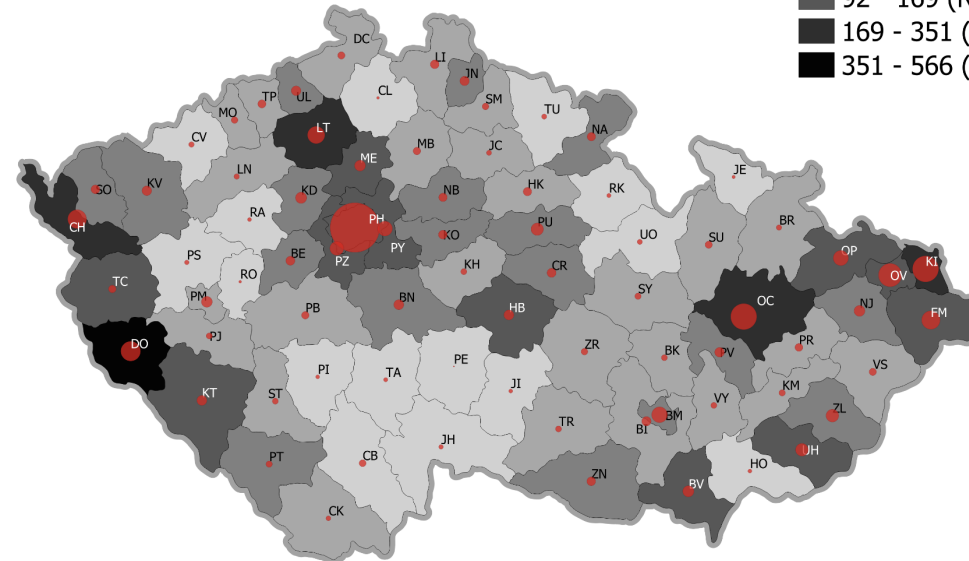 92 - 169 (
169 - 351 (
351 - 566 (
DC
LI
JN
CL
SM
TP
UL
MO
TU
LT
NA
CV
MB
JC
ME
LN
JE
SO
KV
KD
NB
HK
RK
RA
CH
PH
KO
PU
BR
UO
SU
PS
BE
PZ
PY
OP
KI
OV
TC
RO
KH
CR
PM
PB
BN
HB
SY
OC
NJ
FM
PJ
DO
PE
ZR
BK
PV
PR
VS
PI
TA
JI
KT
ST
KM
VY
BM
ZL
BI
TR
JH
CB
PT
UH
HO
ZN
BV
CK